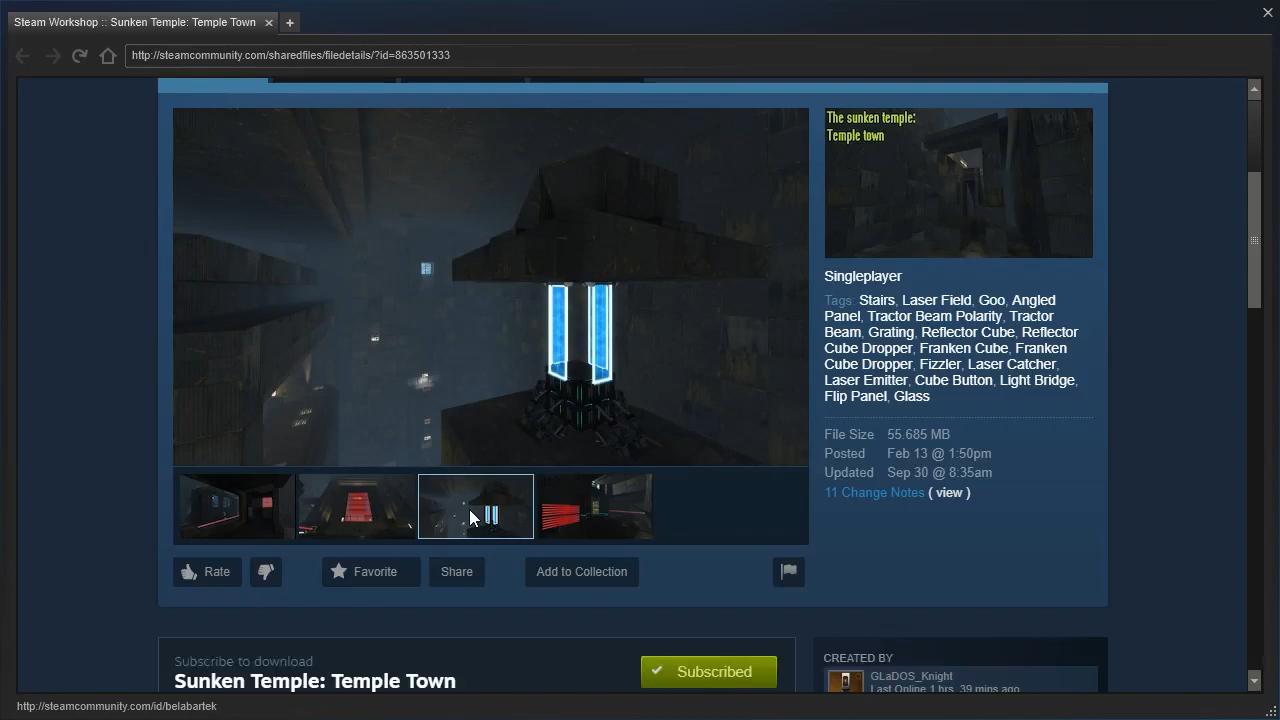 Steam Workshop :: Sunken Temple: Temple Town
http://steamcommunity.com/sharedfiles/filedetails/?id=863501333
The sunken temple:
Temple town
Singleplayer
Tags: Stairs, Laser Field, Goo, Angled
Panel, Tractor Beam Polarity, Tractor
Beam, Grating, Reflector Cube, Reflector
Cube Dropper, Franken Cube, Franken
Cube Dropper, Fizzler, Laser Catcher,
Laser Emitter, Cube Button, Light Bridge,
Flip Panel, Glass
File Size 55.685 MB
Posted Feb 13 @ 1:50pm
Updated Sep 30 @ 8:35am
11 Change Notes ( view )
Rate
Favorite
Share
Add to Collection
Subscribe to download
Sunken Temple: Temple Town
Subscribed
CREATED BY
GLaDOS_Knight
Last Online 1 hrs, 39 mins ago
http://steamcommunity.com/id/belabartek